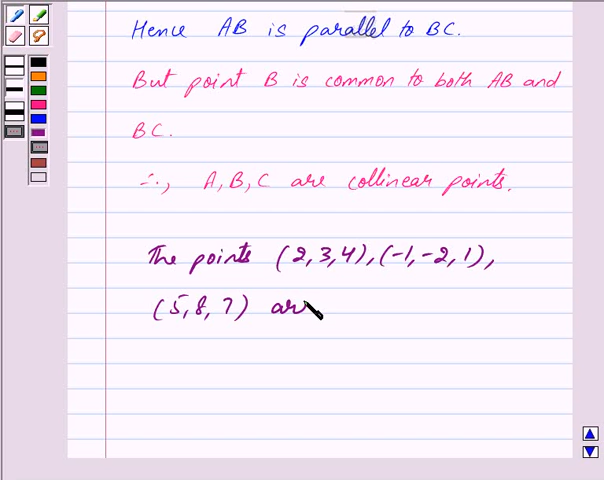 Hence AB is parallel to BC.
But point B is common to both AB and
BC.
∴, A, B, C are collinear points.
The points (2, 3, 4), (-1, -2, 1),
(5, 8, 7) are